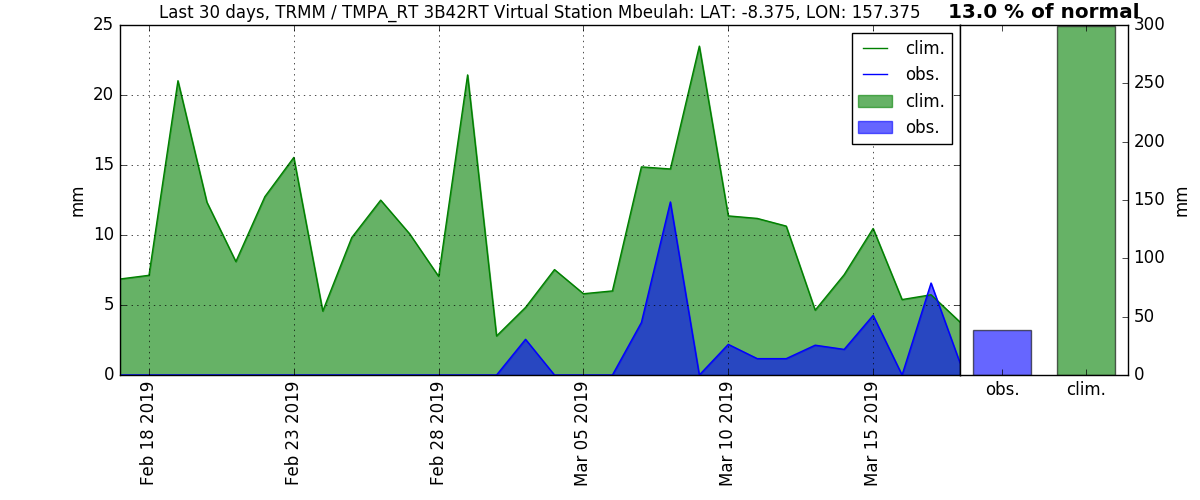 Last 30 days, TRMM / TMPA_RT 3B42RT Virtual Station Mbeulah: LAT: -8.375, LON: 157.375
13.0 % of normal
25
20
15
10
5
0
mm
clim.
obs.
clim.
obs.
300
250
200
150
100
50
0
mm
obs.
clim.
Feb 18 2019
Feb 23 2019
Feb 28 2019
Mar 05 2019
Mar 10 2019
Mar 15 2019